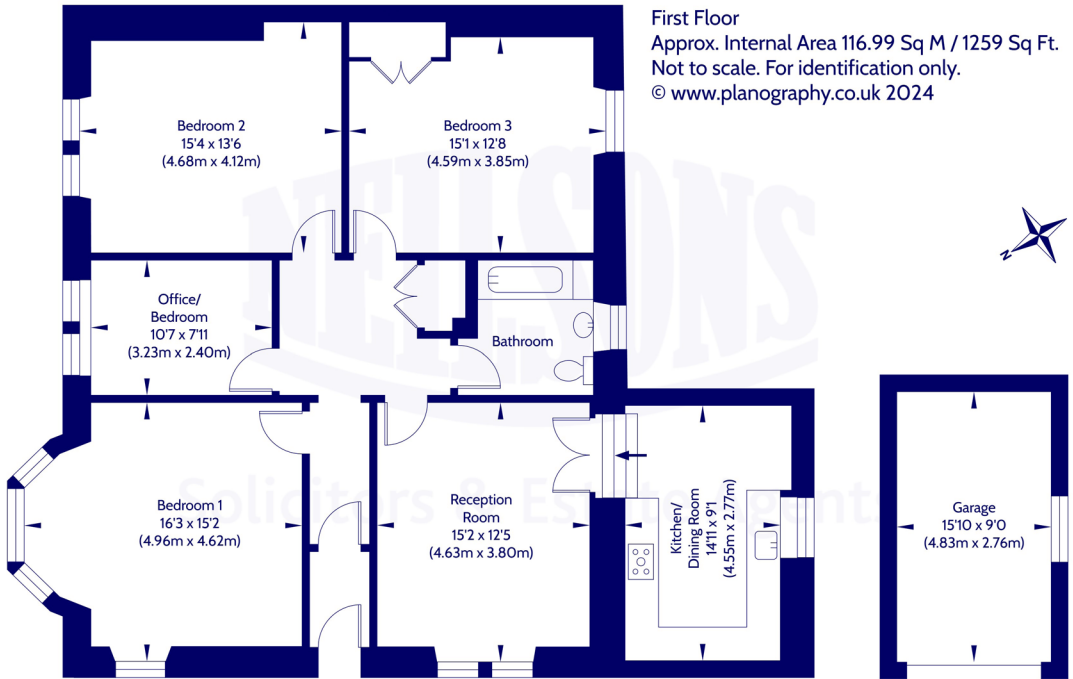 First Floor
Approx. Internal Area 116.99 Sq M / 1259 Sq Ft.
Not to scale. For identification only.
© www.planography.co.uk 2024
Bedroom 2
15'4 x 13'6
(4.68m x 4.12m)
Bedroom 3
15'1 x 12'8
(4.59m x 3.85m)
N
NEILSONS
Office/
Bedroom
10'7 x 7'11
(3.23m x 2.40m)
Bathroom
Bedroom 1
16'3 x 15'2
(4.96m x 4.62m)
Reception
Room
15'2 x 12'5
(4.63m x 3.80m)
Kitchen/
Dining Room
14'11 x 9'1
(4.55m x 2.77m)
Garage
15'10 x 9'0
(4.83m x 2.76m)
Solicitors & Estate Agents